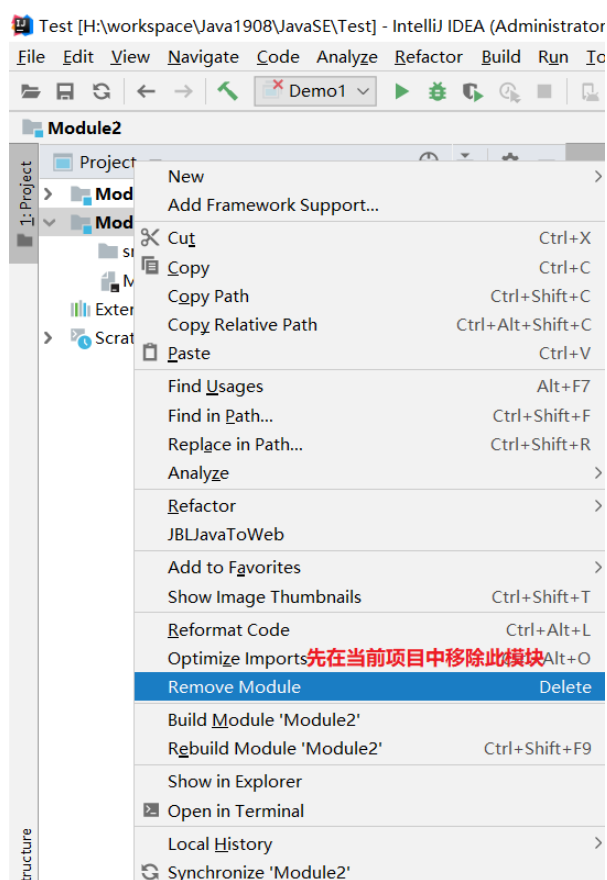 Test [H:\workspace\Java1908\JavaSE\Test] - IntelliJ IDEA (Administrator
File Edit View Navigate Code Analyze Refactor Build Run To
Demo1
Module2
1: Project
Project
New
Mod
Add Framework Support...
Mod
Cut Ctrl+X
Copy Ctrl+C
Copy Path Ctrl+Shift+C
Exter
Copy Relative Path Ctrl+Alt+Shift+C
Scrat
Paste Ctrl+V
Find Usages Alt+F7
Find in Path... Ctrl+Shift+F
Replace in Path... Ctrl+Shift+R
Analyze
Refactor
JBLJavaToWeb
Add to Favorites
Show Image Thumbnails Ctrl+Shift+T
Reformat Code Ctrl+Alt+L
Optimize Imports 先在当前项目中移除此模块 Alt+O
Remove Module Delete
Build Module 'Module2'
Rebuild Module 'Module2' Ctrl+Shift+F9
Show in Explorer
Open in Terminal
Local History
Synchronize 'Module2'
ructure